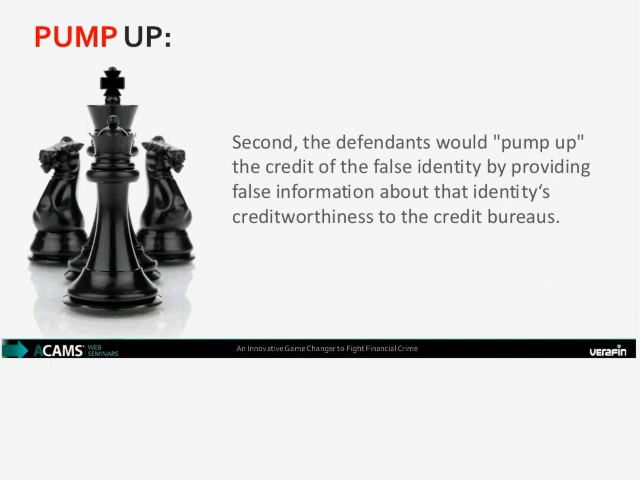 PUMP UP:
Second, the defendants would "pump up"
the credit of the false identity by providing
false information about that identity‘s
creditworthiness to the credit bureaus.
ACAMS® WEB
SEMINARS
An Innovative Game Changer to Fight Financial Crime
verafin